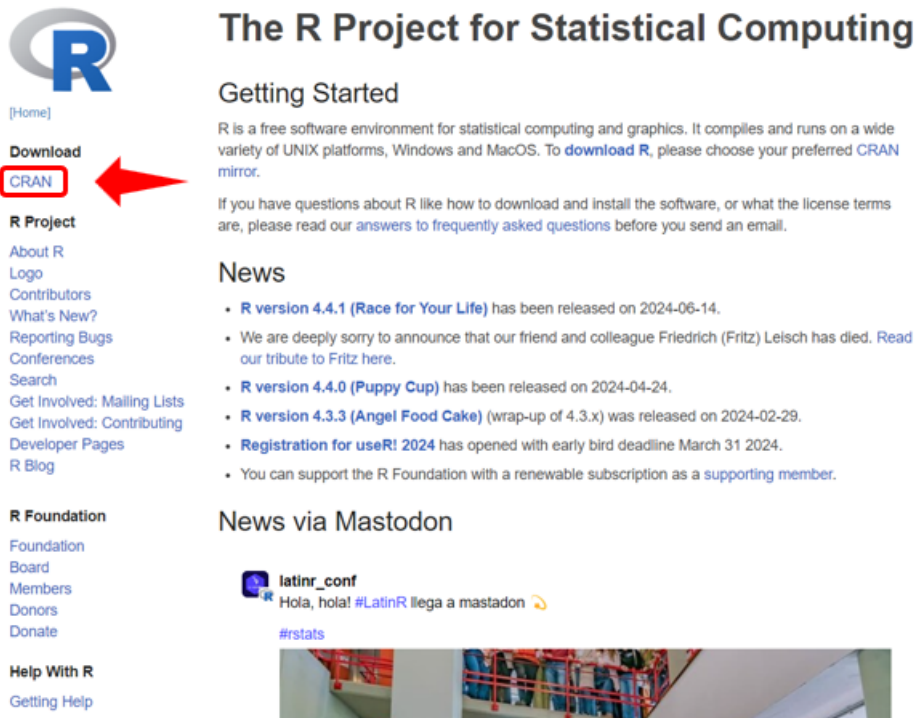 R
[Home]
Download
CRAN
R Project
About R
Logo
Contributors
What's New?
Reporting Bugs
Conferences
Search
Get Involved: Mailing Lists
Get Involved: Contributing
Developer Pages
R Blog
R Foundation
Foundation
Board
Members
Donors
Donate
Help With R
Getting Help
The R Project for Statistical Computing
Getting Started
R is a free software environment for statistical computing and graphics. It compiles and runs on a wide
variety of UNIX platforms, Windows and MacOS. To download R, please choose your preferred CRAN
mirror.
If you have questions about R like how to download and install the software, or what the license terms
are, please read our answers to frequently asked questions before you send an email.
News
• R version 4.4.1 (Race for Your Life) has been released on 2024-06-14.
• We are deeply sorry to announce that our friend and colleague Friedrich (Fritz) Leisch has died. Read
our tribute to Fritz here.
• R version 4.4.0 (Puppy Cup) has been released on 2024-04-24.
• R version 4.3.3 (Angel Food Cake) (wrap-up of 4.3.x) was released on 2024-02-29.
• Registration for useR! 2024 has opened with early bird deadline March 31 2024.
• You can support the R Foundation with a renewable subscription as a supporting member.
News via Mastodon
R
latinr_conf
Hola, hola! #LatinR llega a mastadon 💫
#rstats